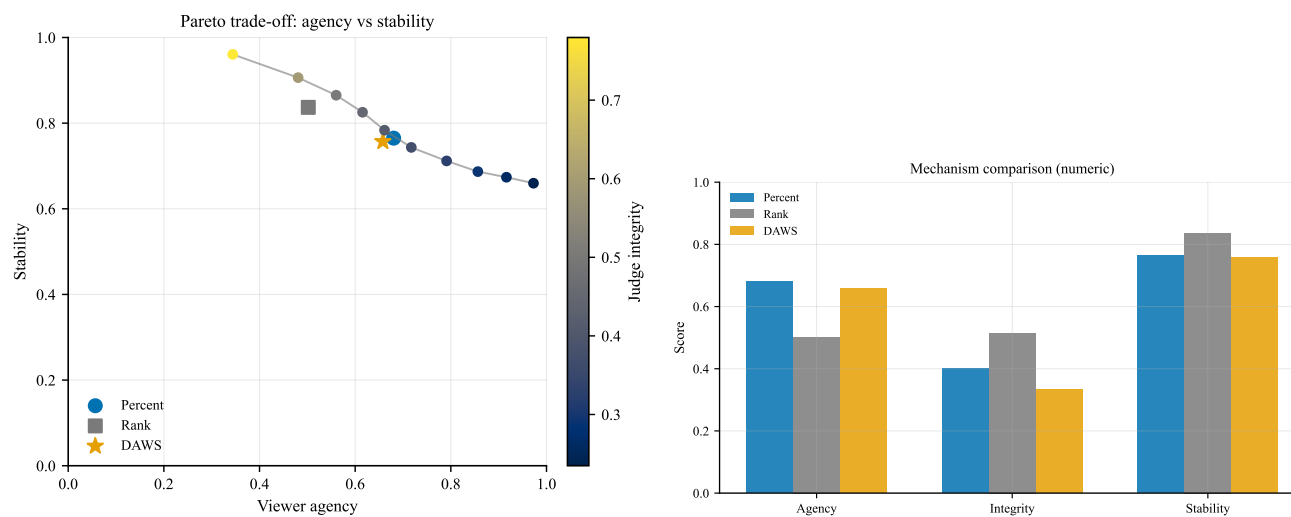 Pareto trade-off: agency vs stability
1.0
0.8
0.6
0.4
0.2
0.0
Stability
0.0
0.2
0.4
0.6
0.8
1.0
Viewer agency
Percent
Rank
DAWS
0.7
0.6
0.5
0.4
0.3
Judge integrity
Mechanism comparison (numeric)
1.0
0.8
0.6
0.4
0.2
0.0
Score
Percent
Rank
DAWS
Agency
Integrity
Stability